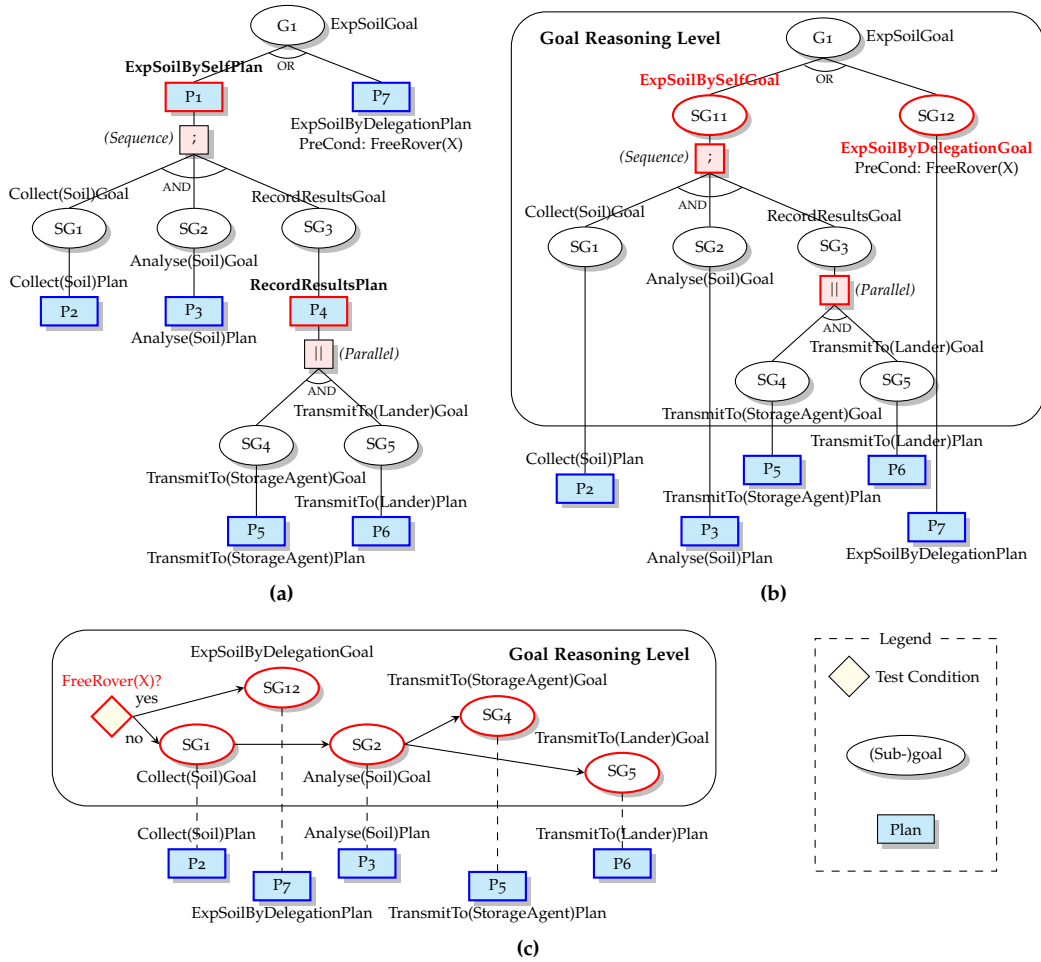 G1
ExpSoilGoal
OR
ExpSoilBySelfPlan
P1
P7
ExpSoilByDelegationPlan
PreCond: FreeRover(X)
(Sequence)
;
AND
Collect(Soil)Goal
RecordResultsGoal
SG1
SG2
SG3
Analyse(Soil)Goal
Collect(Soil)Plan
RecordResultsPlan
P2
P3
P4
Analyse(Soil)Plan
||
(Parallel)
AND
TransmitTo(Lander)Goal
SG4
SG5
TransmitTo(StorageAgent)Goal
TransmitTo(Lander)Plan
P5
P6
TransmitTo(StorageAgent)Plan
(a)
Goal Reasoning Level
G1
ExpSoilGoal
OR
ExpSoilBySelfGoal
SG11
SG12
ExpSoilByDelegationGoal
PreCond: FreeRover(X)
(Sequence)
;
AND
Collect(Soil)Goal
RecordResultsGoal
SG1
SG2
SG3
Analyse(Soil)Goal
||
(Parallel)
AND
TransmitTo(Lander)Goal
SG4
SG5
TransmitTo(StorageAgent)Goal
TransmitTo(Lander)Plan
Collect(Soil)Plan
P5
P6
P2
TransmitTo(StorageAgent)Plan
P3
P7
Analyse(Soil)Plan
ExpSoilByDelegationPlan
(b)
ExpSoilByDelegationGoal
Goal Reasoning Level
FreeRover(X)?
yes
SG12
TransmitTo(StorageAgent)Goal
SG4
no
SG1
SG2
TransmitTo(Lander)Goal
Collect(Soil)Goal
Analyse(Soil)Goal
SG5
Collect(Soil)Plan
Analyse(Soil)Plan
TransmitTo(Lander)Plan
P2
P3
P6
P7
P5
ExpSoilByDelegationPlan
TransmitTo(StorageAgent)Plan
(c)
Legend
Test Condition
(Sub-)goal
Plan